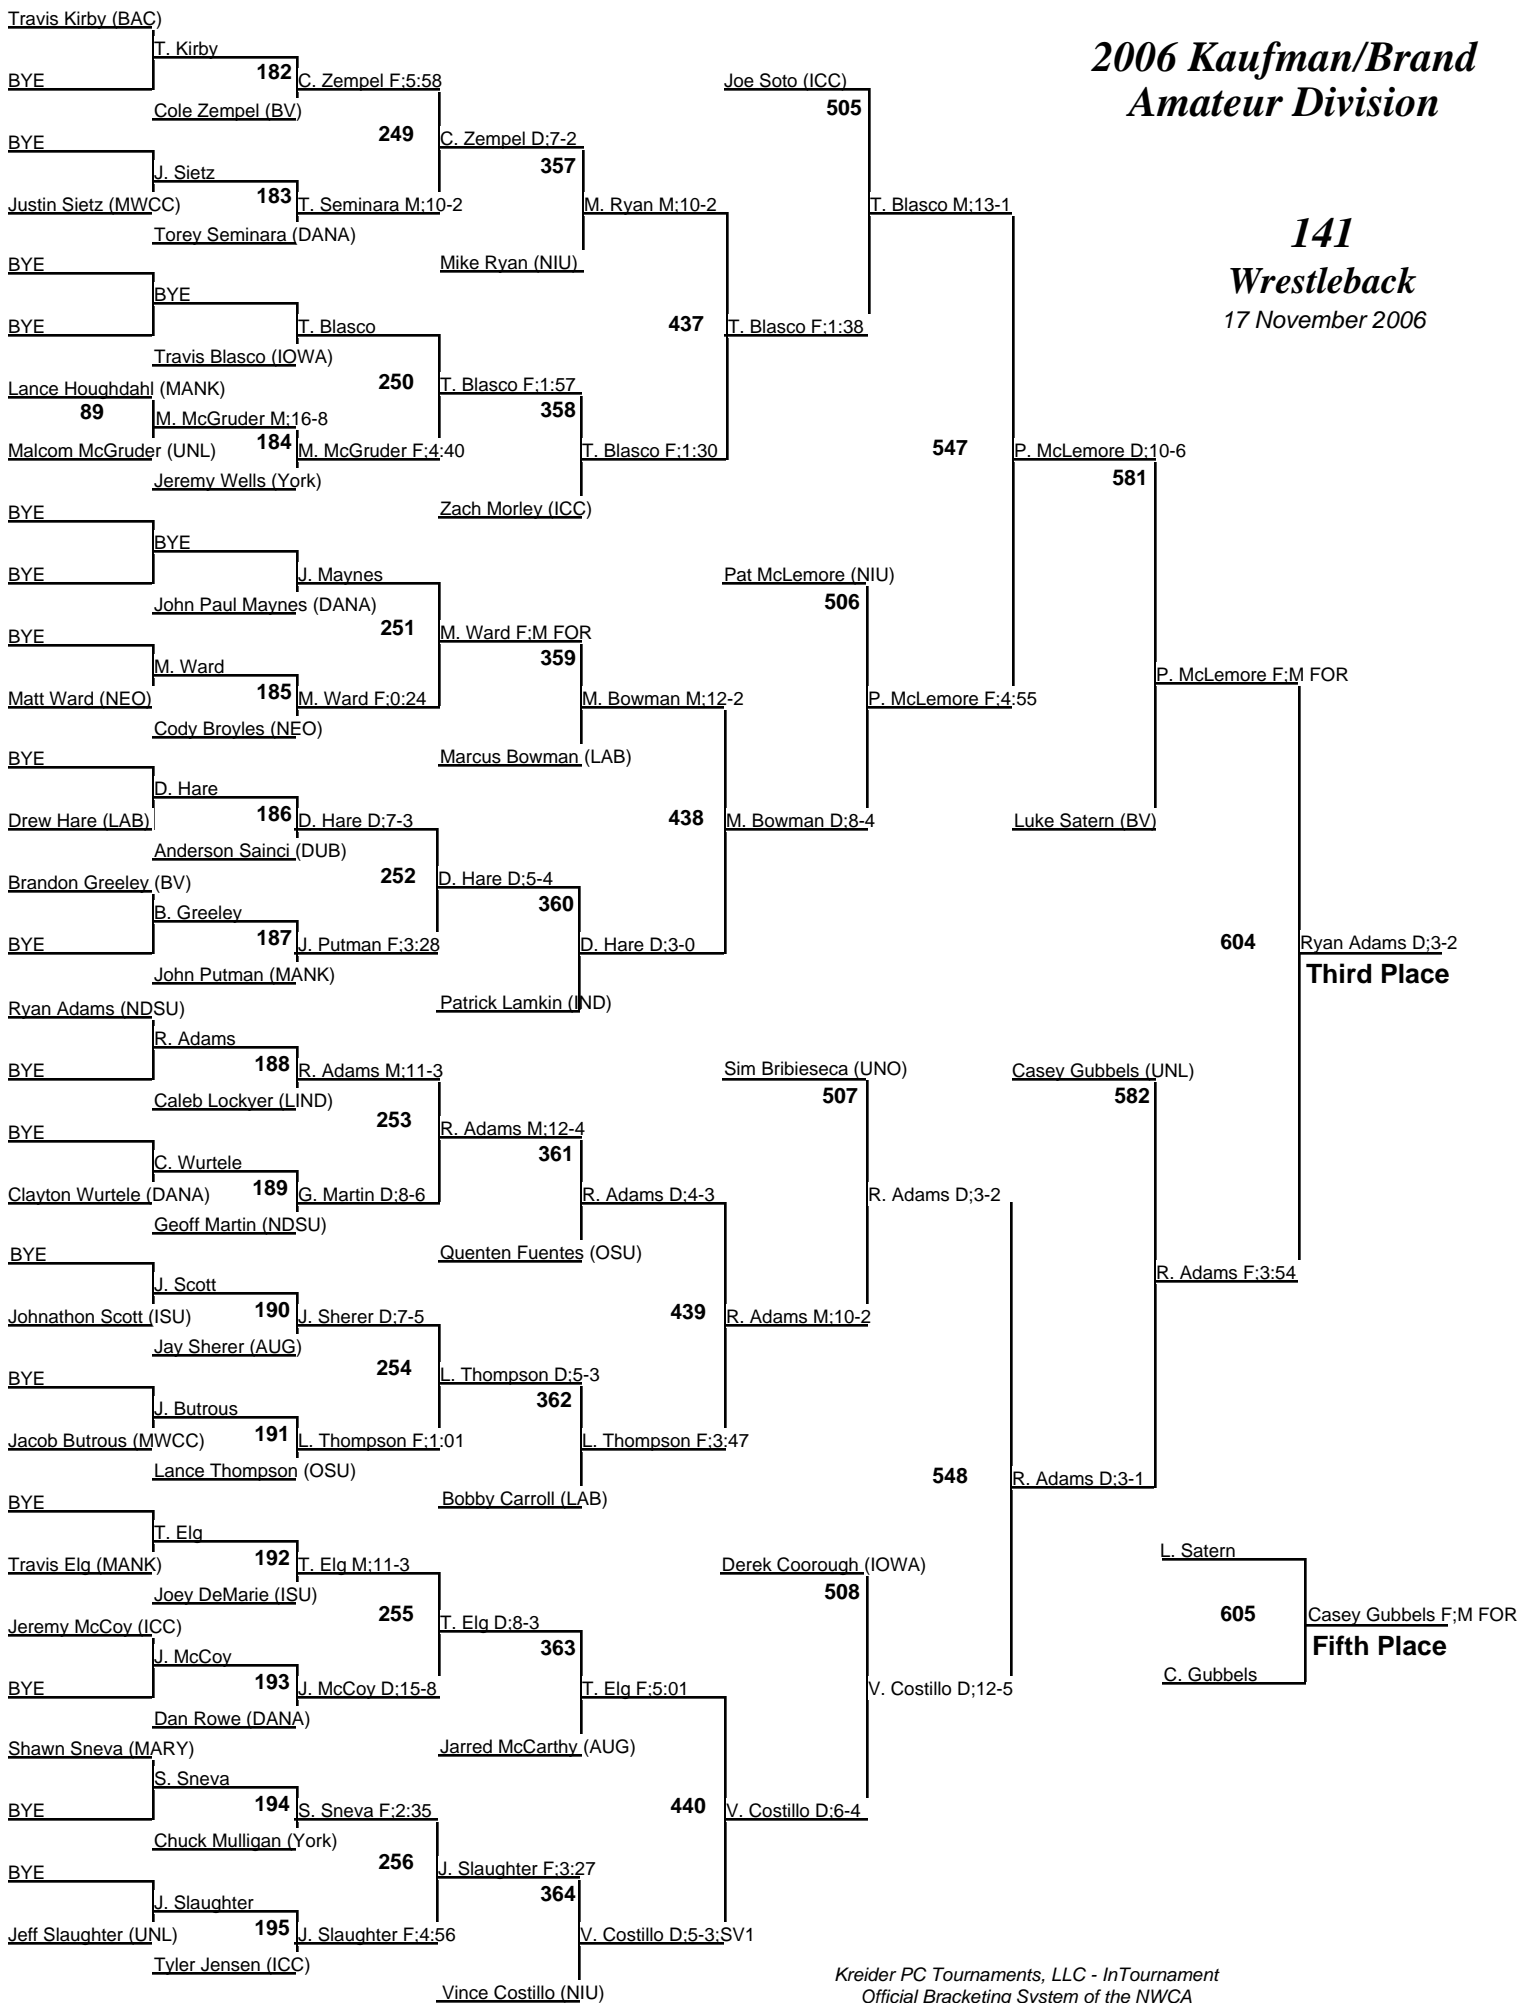 2006 Kaufman/Brand
Amateur Division
141
Wrestleback
17 November 2006
Travis Kirby (BAC)
T. Kirby
BYE
182
C. Zempel F;5:58
Cole Zempel (BV)
249
C. Zempel D;7-2
BYE
J. Sietz
Justin Sietz (MWCC)
183
T. Seminara M;10-2
Torey Seminara (DANA)
357
M. Ryan M;10-2
Mike Ryan (NIU)
BYE
BYE
BYE
T. Blasco
Travis Blasco (IOWA)
437
T. Blasco F;1:38
Lance Houghdahl (MANK)
89
M. McGruder M;16-8
Malcom McGruder (UNL)
184
M. McGruder F;4:40
Jeremy Wells (York)
250
T. Blasco F;1:57
358
T. Blasco F;1:30
Zach Morley (ICC)
Joe Soto (ICC)
505
T. Blasco M;13-1
547
P. McLemore D;10-6
581
BYE
BYE
BYE
J. Maynes
John Paul Maynes (DANA)
251
M. Ward F;M FOR
BYE
M. Ward
Matt Ward (NEO)
185
M. Ward F;0:24
Cody Broyles (NEO)
359
M. Bowman M;12-2
Marcus Bowman (LAB)
Pat McLemore (NIU)
506
P. McLemore F;4:55
P. McLemore F;M FOR
BYE
D. Hare
Drew Hare (LAB)
186
D. Hare D;7-3
Anderson Sainci (DUB)
438
M. Bowman D;8-4
Luke Satern (BV)
Brandon Greeley (BV)
252
D. Hare D;5-4
B. Greeley
BYE
187
J. Putman F;3:28
John Putman (MANK)
360
D. Hare D;3-0
Patrick Lamkin (IND)
604
Ryan Adams D;3-2
Third Place
Ryan Adams (NDSU)
R. Adams
BYE
188
R. Adams M;11-3
Caleb Lockyer (LIND)
253
R. Adams M;12-4
BYE
C. Wurtele
Clayton Wurtele (DANA)
189
G. Martin D;8-6
Geoff Martin (NDSU)
361
R. Adams D;4-3
Quenten Fuentes (OSU)
Sim Bribieseca (UNO)
507
R. Adams D;3-2
Casey Gubbels (UNL)
582
R. Adams F;3:54
BYE
J. Scott
Johnathon Scott (ISU)
190
J. Sherer D;7-5
Jay Sherer (AUG)
439
R. Adams M;10-2
254
L. Thompson D;5-3
BYE
J. Butrous
Jacob Butrous (MWCC)
191
L. Thompson F;1:01
Lance Thompson (OSU)
362
L. Thompson F;3:47
Bobby Carroll (LAB)
548
R. Adams D;3-1
BYE
T. Elg
Travis Elg (MANK)
192
T. Elg M;11-3
Joey DeMarie (ISU)
Derek Coorough (IOWA)
508
L. Satern
Jeremy McCoy (ICC)
255
T. Elg D;8-3
J. McCoy
BYE
193
J. McCoy D;15-8
Dan Rowe (DANA)
363
T. Elg F;5:01
Jarred McCarthy (AUG)
V. Costillo D;12-5
605
Casey Gubbels F;M FOR
Fifth Place
C. Gubbels
Shawn Sneva (MARY)
S. Sneva
BYE
194
S. Sneva F;2:35
Chuck Mulligan (York)
440
V. Costillo D;6-4
256
J. Slaughter F;3:27
BYE
J. Slaughter
Jeff Slaughter (UNL)
195
J. Slaughter F;4:56
Tyler Jensen (ICC)
364
V. Costillo D;5-3;SV1
Vince Costillo (NIU)
Kreider PC Tournaments, LLC - InTournament
Official Bracketing System of the NWCA